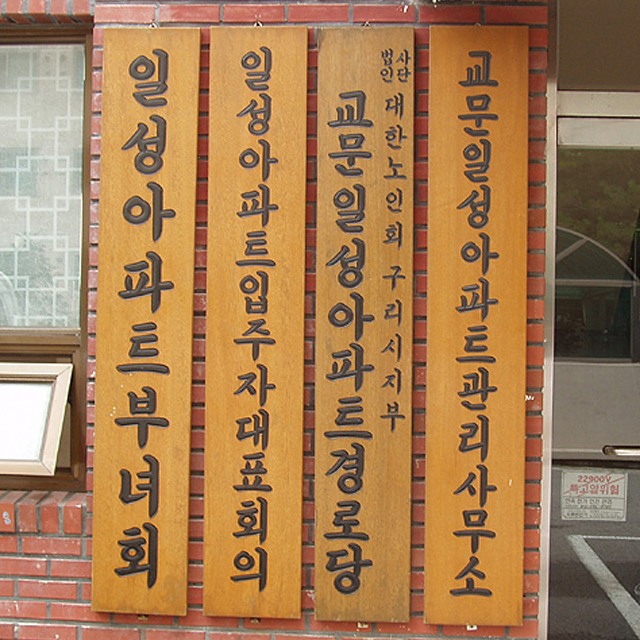 일성아파트부녀회
일성아파트입주자대표회의
사단
법인
대한노인회구리시지부
교문일성아파트경로당
교문일성아파트관리사무소
22900V
특고압위험